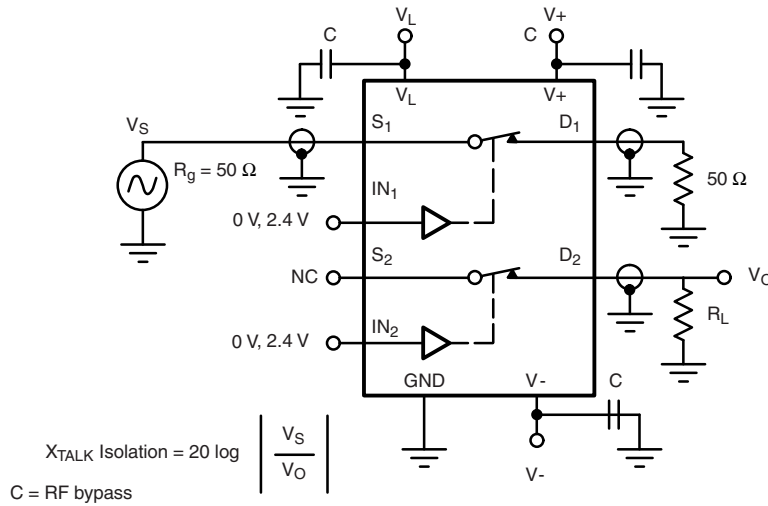 V_L V+
C C
V_L V+
V_S S_1 D_1
R_g = 50 Ω 50 Ω
IN_1
0 V, 2.4 V
S_2 D_2
NC V_O
IN_2 R_L
0 V, 2.4 V
GND V- C
X_TALK Isolation = 20 log | V_S / V_O |
V-
C = RF bypass